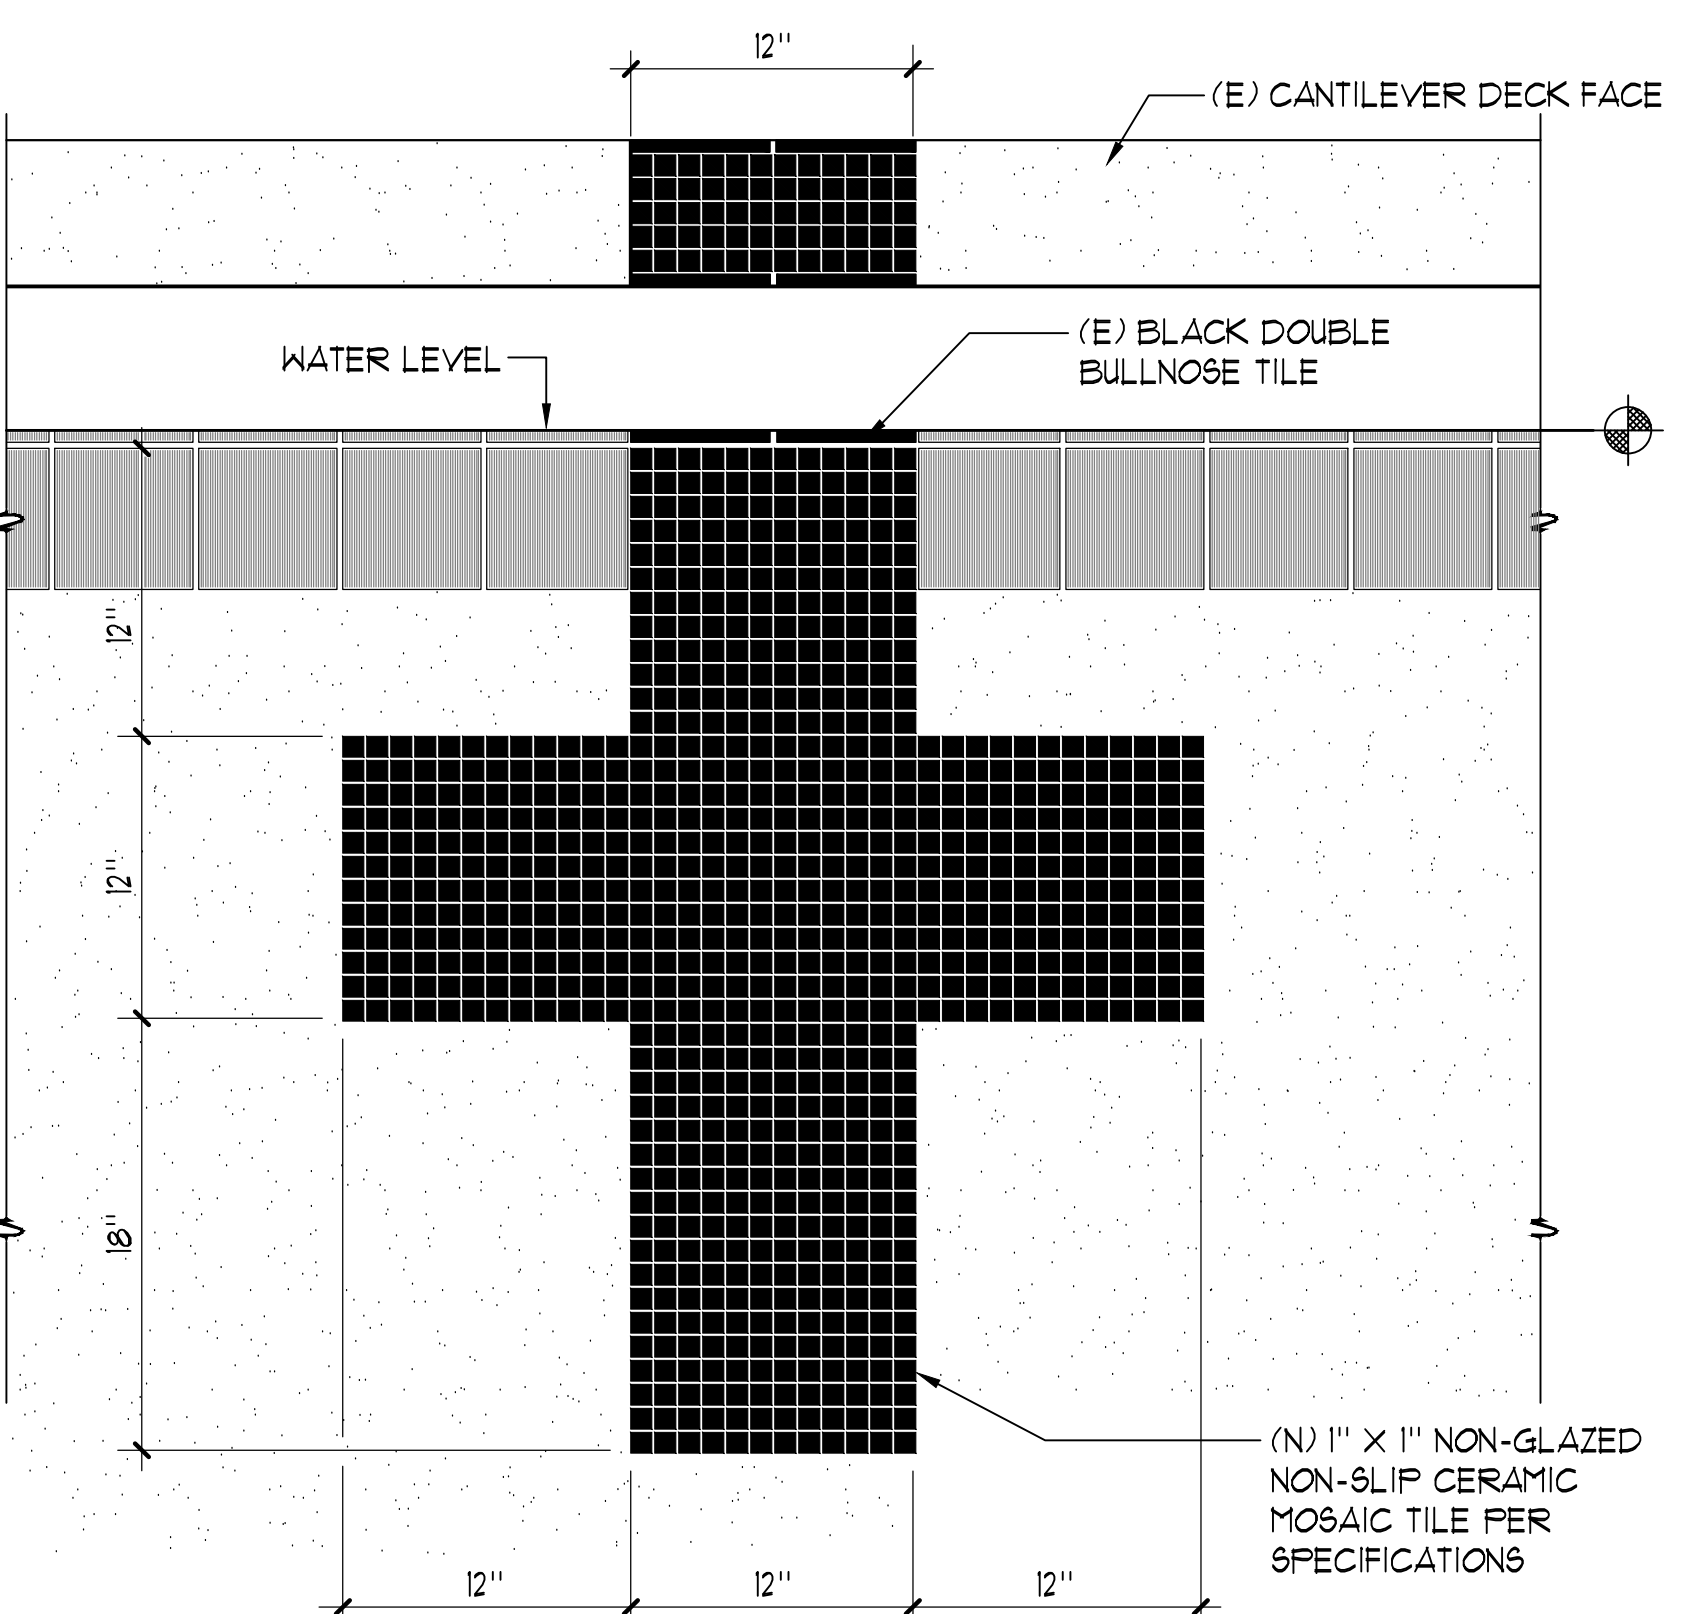 12"
(E) CANTILEVER DECK FACE
(E) BLACK DOUBLE
BULLNOSE TILE
WATER LEVEL
12"
12"
18"
(N) 1" X 1" NON-GLAZED
NON-SLIP CERAMIC
MOSAIC TILE PER
SPECIFICATIONS
12"
12"
12"